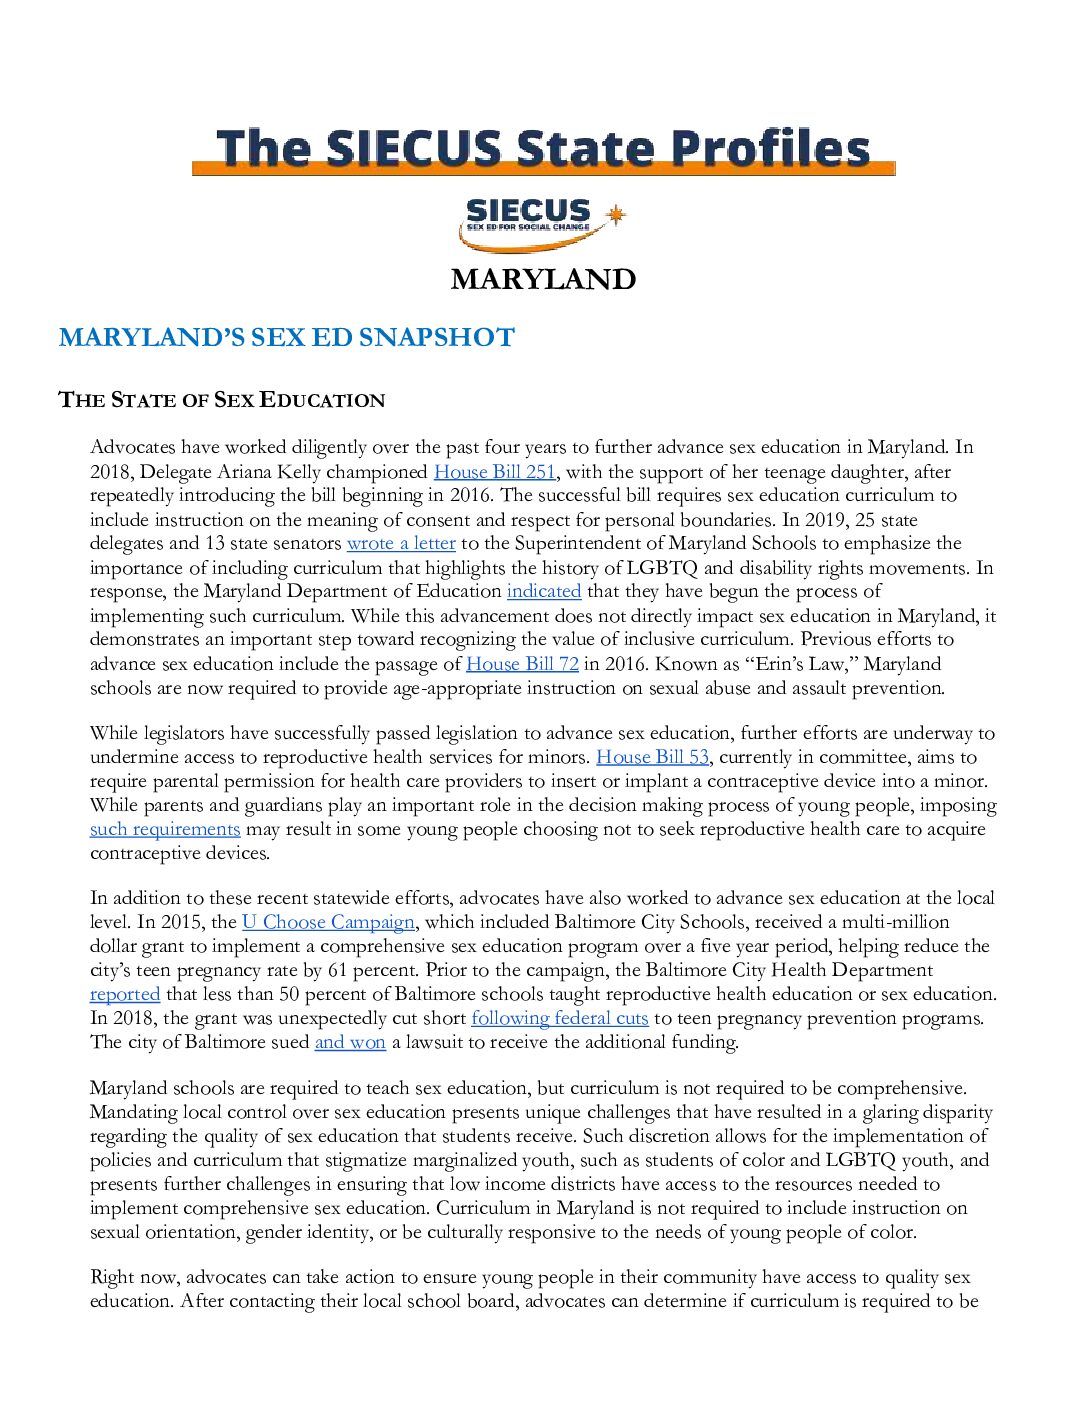 The SIECUS State Profiles
SIECUS
SEX ED FOR SOCIAL CHANGE
MARYLAND
MARYLAND’S SEX ED SNAPSHOT
THE STATE OF SEX EDUCATION
Advocates have worked diligently over the past four years to further advance sex education in Maryland. In
2018, Delegate Ariana Kelly championed House Bill 251, with the support of her teenage daughter, after
repeatedly introducing the bill beginning in 2016. The successful bill requires sex education curriculum to
include instruction on the meaning of consent and respect for personal boundaries. In 2019, 25 state
delegates and 13 state senators wrote a letter to the Superintendent of Maryland Schools to emphasize the
importance of including curriculum that highlights the history of LGBTQ and disability rights movements. In
response, the Maryland Department of Education indicated that they have begun the process of
implementing such curriculum. While this advancement does not directly impact sex education in Maryland, it
demonstrates an important step toward recognizing the value of inclusive curriculum. Previous efforts to
advance sex education include the passage of House Bill 72 in 2016. Known as “Erin’s Law,” Maryland
schools are now required to provide age-appropriate instruction on sexual abuse and assault prevention.
While legislators have successfully passed legislation to advance sex education, further efforts are underway to
undermine access to reproductive health services for minors. House Bill 53, currently in committee, aims to
require parental permission for health care providers to insert or implant a contraceptive device into a minor.
While parents and guardians play an important role in the decision making process of young people, imposing
such requirements may result in some young people choosing not to seek reproductive health care to acquire
contraceptive devices.
In addition to these recent statewide efforts, advocates have also worked to advance sex education at the local
level. In 2015, the U Choose Campaign, which included Baltimore City Schools, received a multi-million
dollar grant to implement a comprehensive sex education program over a five year period, helping reduce the
city’s teen pregnancy rate by 61 percent. Prior to the campaign, the Baltimore City Health Department
reported that less than 50 percent of Baltimore schools taught reproductive health education or sex education.
In 2018, the grant was unexpectedly cut short following federal cuts to teen pregnancy prevention programs.
The city of Baltimore sued and won a lawsuit to receive the additional funding.
Maryland schools are required to teach sex education, but curriculum is not required to be comprehensive.
Mandating local control over sex education presents unique challenges that have resulted in a glaring disparity
regarding the quality of sex education that students receive. Such discretion allows for the implementation of
policies and curriculum that stigmatize marginalized youth, such as students of color and LGBTQ youth, and
presents further challenges in ensuring that low income districts have access to the resources needed to
implement comprehensive sex education. Curriculum in Maryland is not required to include instruction on
sexual orientation, gender identity, or be culturally responsive to the needs of young people of color.
Right now, advocates can take action to ensure young people in their community have access to quality sex
education. After contacting their local school board, advocates can determine if curriculum is required to be